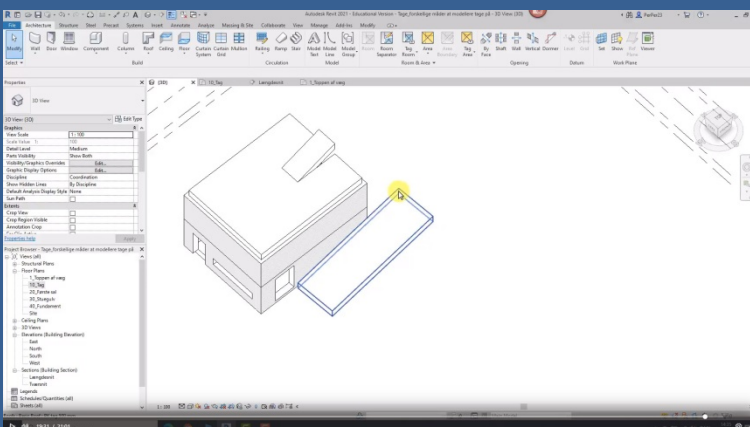 Autodesk Revit 2021 - Educational Version - Tage_forskellige måder at modellere tage på - 3D View: {3D}
Architecture Structure Steel Precast Systems Insert Annotate Analyze Massing & Site Collaborate View Manage Add-Ins Modify
Modify Wall Door Window Component Column Roof Ceiling Floor Curtain System Curtain Grid Mullion Railing Ramp Stair Model Text Model Line Model Group Room Room Separator Tag Room Area Area Boundary Tag Area By Face Shaft Wall Vertical Dormer Level Grid Set Show Ref Plane Viewer
Select Build Circulation Model Room & Area Opening Datum Work Plane
Properties
{3D} 10_Tag Længdesnit 1_Toppen af væg
3D View
3D View: {3D} Edit Type
Graphics
View Scale 1 : 100
Scale Value 1: 100
Detail Level Medium
Parts Visibility Show Both
Visibility/Graphics Overrides Edit...
Graphic Display Options Edit...
Discipline Coordination
Show Hidden Lines By Discipline
Default Analysis Display Style None
Sun Path
Extents
Crop View
Crop Region Visible
Annotation Crop
Properties help Apply
Project Browser - Tage_forskellige måder at modellere tage på
Views (all)
Structural Plans
Floor Plans
1_Toppen af væg
10_Tag
20_Første sal
30_Stueplan
40_Fundament
Site
Ceiling Plans
3D Views
Elevations (Building Elevation)
East
North
South
West
Sections (Building Section)
Længdesnit
Tværsnit
Legends
Schedules/Quantities (all)
Sheets (all)
1 : 100